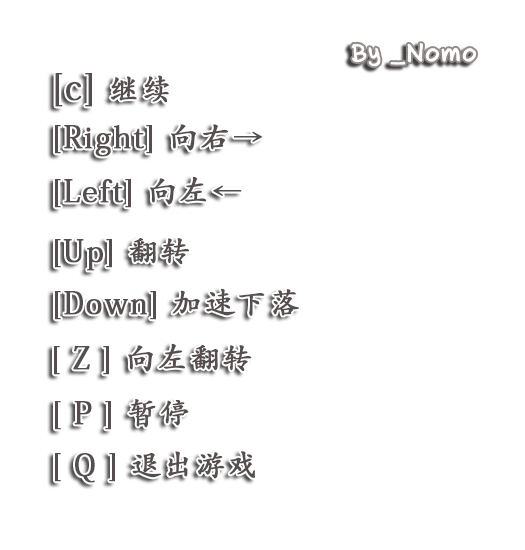 By _Nomo
[c] 继续
[Right] 向右→
[Left] 向左←
[Up] 翻转
[Down] 加速下落
[ Z ] 向左翻转
[ P ] 暂停
[ Q ] 退出游戏